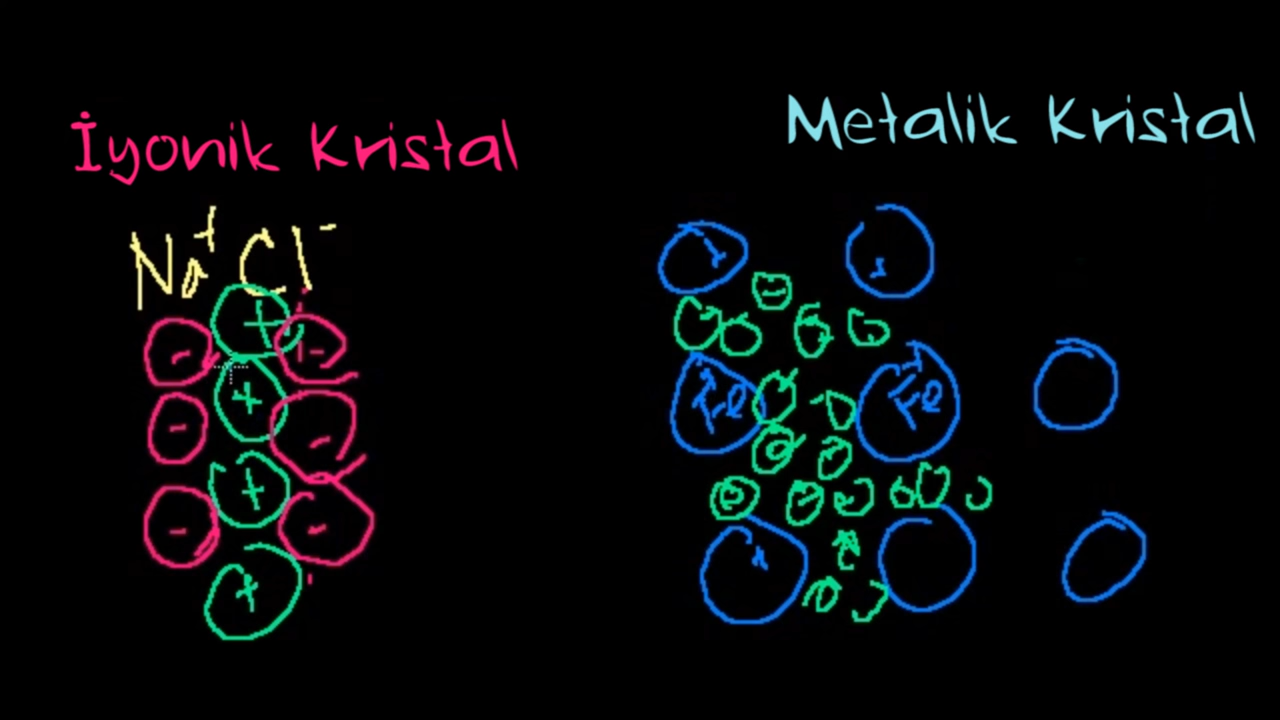 İyonik Kristal
Metalik Kristal
Na+ Cl-
+
- -
+
- -
+
- -
+
Fe Fe